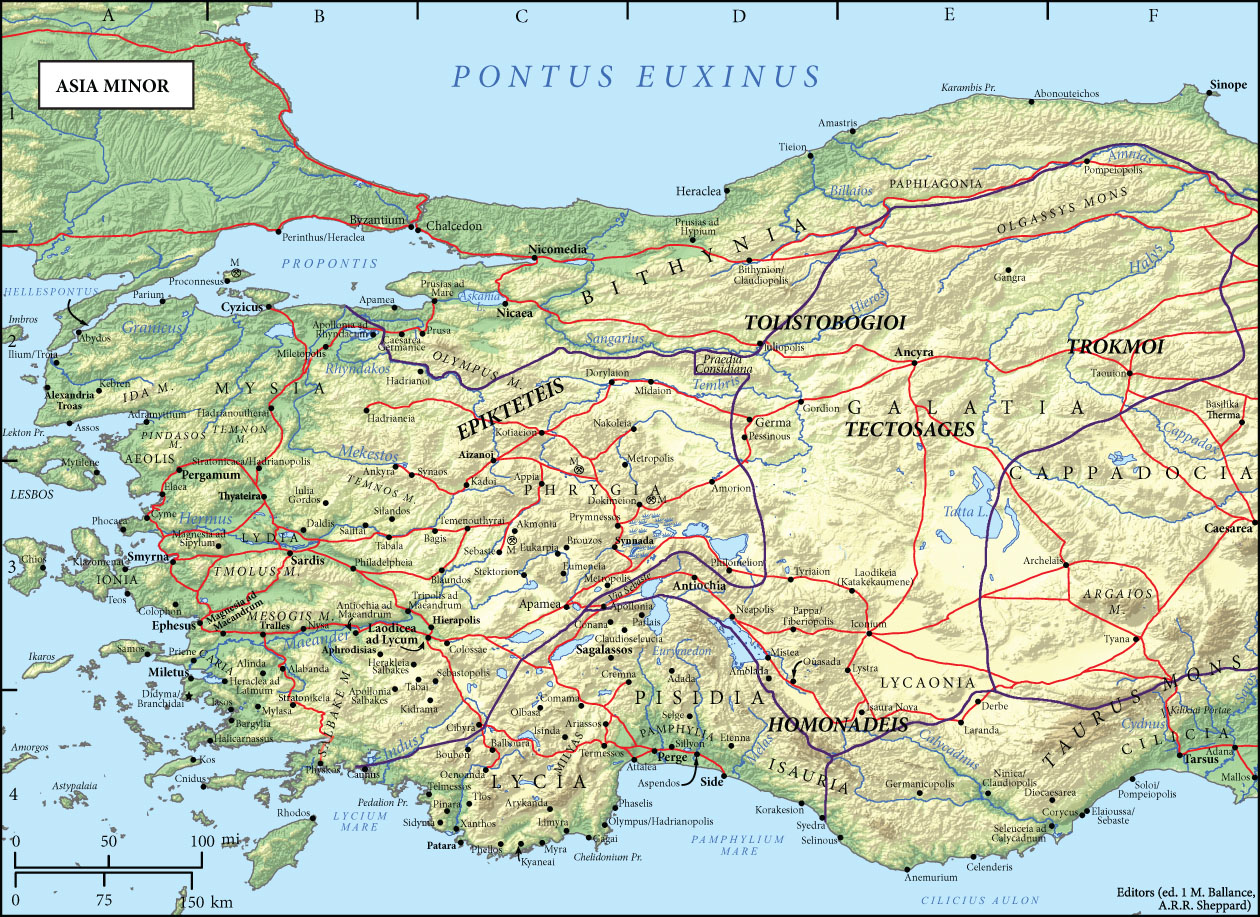 A
B
C
D
E
F
ASIA MINOR
PONTUS EUXINUS
1
2
3
4
Karambis Pr.
Abonouteichos
Sinope
Amastris
Tieion
Heraclea
Billaios
PAPHLAGONIA
Pompeiopolis
Amnias
OLGASSYS MONS
Byzantium
Chalcedon
Perinthus/Heraclea
PROPONTIS
Nicomedia
Prusias ad
Hypium
BITHYNIA
Bithynion/
Claudiopolis
Gangra
Halys
HELLESPONTUS
Proconnesus
M
Parium
Cyzicus
Apamea
Prusias ad
Mare
Askania
L.
Nicaea
Imbros
Abydos
Granicus
Apollonia ad
Rhyndacum
Caesarea
Germanice
Prusa
Miletopolis
Rhyndakos
Hadrianoi
OLYMPUS M.
Sangarius
Hieros
TOLISTOBOGIOI
Juliopolis
Praedia
Considiana
Tembris
Ancyra
TROKMOI
Taouion
Ilium/Troia
Kebren
Alexandria
Troas
IDA M.
MYSIA
Adramyttium
Hadrianoutherai
Hadrianeia
EPIKTETEIS
Dorylaion
Midaion
Gordion
GALATIA
TECTOSAGES
Basilika
Therma
Lekton Pr.
Assos
PINDASOS
M.
TEMNON
M.
Kotiaeion
Nakoleia
Germa
Pessinous
Cappadox
CAPPADOCIA
Mytilene
LESBOS
AEOLIS
Pergamum
Stratonicaea/Hadrianopolis
Mekestos
Ankyra
Synaos
TEMNOS M.
Aizanoi
Kadoi
Appia
M
Metropolis
PHRYGIA
Dokimeion
M
Amorion
Tatta L.
Caesarea
Elaea
Thyateira
Iulia
Gordos
Silandos
Cyme
Hermus
Phocaea
Magnesia ad
Sipylum
LYDIA
Daldis
Saittai
Tabala
Bagis
Temenouthyrai
Akmonia
M
Prymnessos
Synnada
Sebaste
Eukarpia
Brouzos
Chios
Klazomenai
Smyrna
Sardis
Philadelpheia
Blaundos
Stektorion
Eumeneia
Metropolis
Via Sebaste
Philomelion
Antiochia
Tyriaion
Laodikeia
(Katakekaumene)
Archelais
ARGAIOS
M.
IONIA
TMOLUS M.
Teos
Colophon
Magnesia ad
Maeandrum
MESOGIS M.
Antiochia ad
Maeandrum
Tripolis ad
Maeandrum
Hierapolis
Apamea
Apollonia
Neapolis
Pappa/
Tiberiopolis
Iconium
Tyana
Ephesus
Tralles
Nysa
Laodicea
ad Lycum
Conana
Parlais
Claudioseleucia
Samos
Priene
Maeander
Aphrodisias
Colossae
Sagalassos
Eurymedon
Mistea
Ouasada
Lystra
Ikaros
CARIA
Alinda
Alabanda
Herakleia
Salbakes
Sebastopolis
Cremna
Adada
Amblada
LYCAONIA
TAURUS MONS
Miletus
Heraclea ad
Latmum
Tabai
Apollonia
Salbakes
PISIDIA
Derbe
Didyma/
Branchidai
Iasos
Mylasa
Stratonikeia
SALBAKE M.
Kidrama
Olbasa
Comama
Selge
HOMONADEIS
Isaura Nova
Laranda
Kilikiai Portae
Cydnus
Bargylia
Halicarnassus
Cibyra
Isinda
Ariassos
PAMPHYLIA
Sillyon
Etenna
CILICIA
Amorgos
Kos
Physkos
Indus
Caunus
Boubon
Balboura
MILYAS
Termessos
Perge
Attalea
Aspendos
Side
ISAURIA
Calycadnus
Tarsus
Adana
Mallos
Cnidus
Astypalaia
Oenoanda
LYCIA
Pedalion Pr.
Telmessos
Tlos
Arykanda
Phaselis
Germanicopolis
Ninica/
Claudiopolis
Diocaesarea
Soloi/
Pompeiopolis
Rhodos
LYCIUM
MARE
Pinara
Sidyma
Xanthos
Limyra
Olympus/Hadrianopolis
Korakesion
Syedra
Corycus
Elaioussa/
Sebaste
Patara
Phellos
Kyaneai
Myra
Gagai
Chelidonium Pr.
PAMPHYLIUM
MARE
Selinous
Seleuceia ad
Calycadnum
Anemurium
Celenderis
CILICIUS AULON
0 50 100 mi
0 75 150 km
Editors (ed. 1 M. Ballance,
A.R.R. Sheppard)